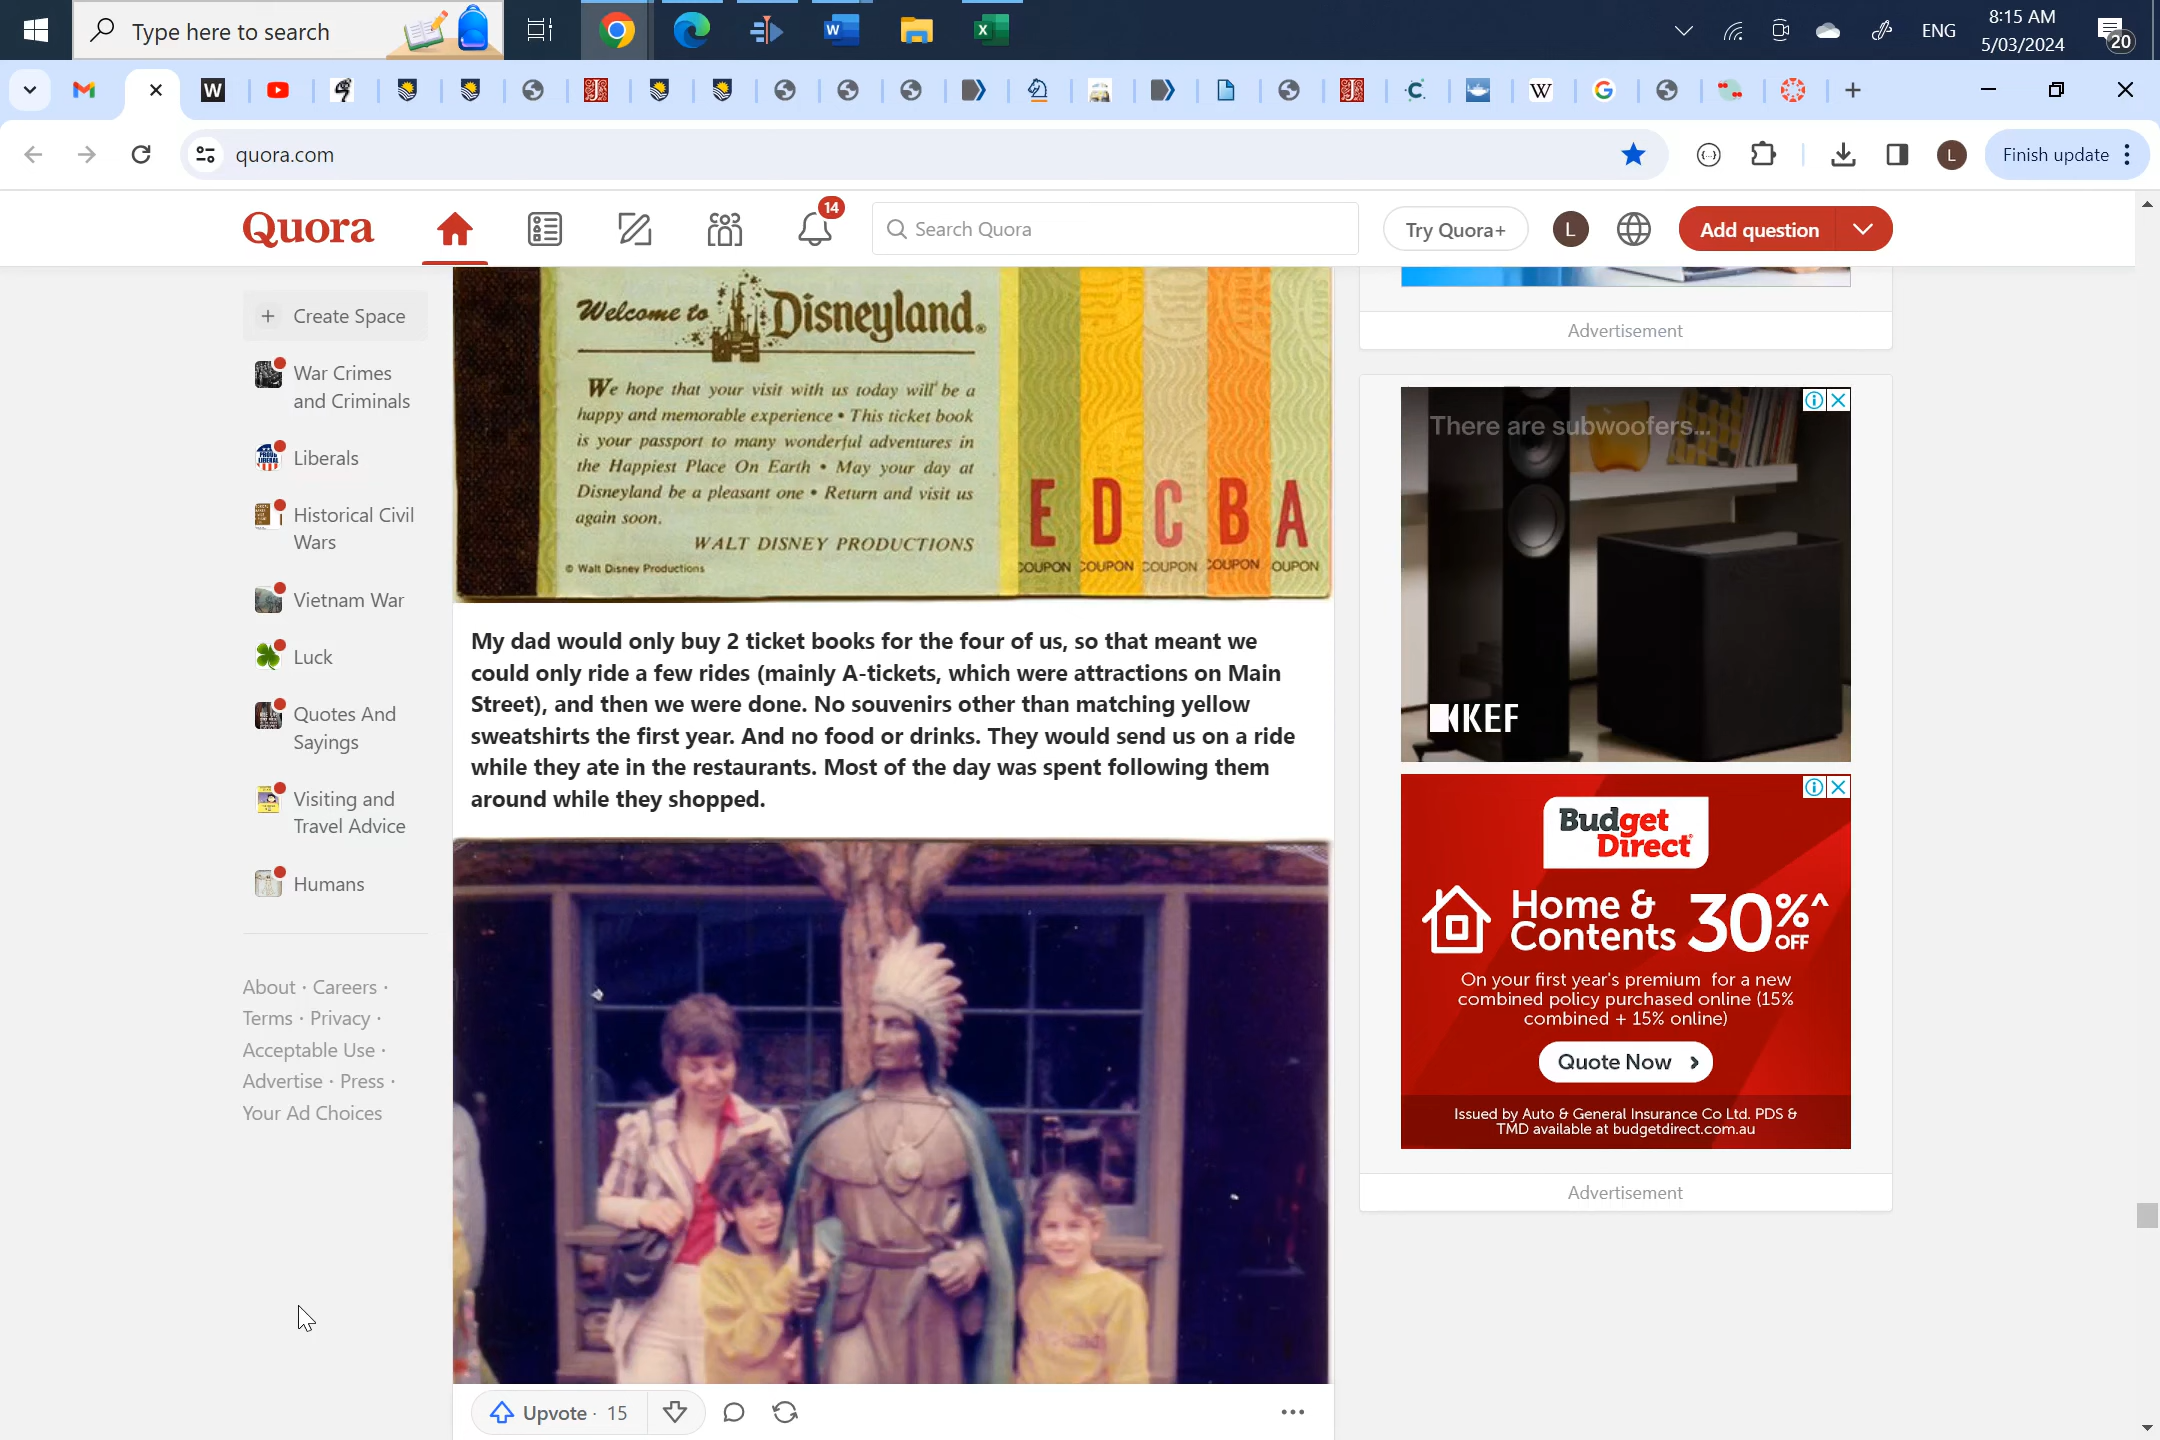 Type here to search
ENG
8:15 AM
5/03/2024
20
quora.com
L
Finish update
Quora
14
Search Quora
Try Quora+
L
Add question
Create Space
War Crimes
and Criminals
Liberals
Historical Civil
Wars
Vietnam War
Luck
Quotes And
Sayings
Visiting and
Travel Advice
Humans
About · Careers ·
Terms · Privacy ·
Acceptable Use ·
Advertise · Press ·
Your Ad Choices
Welcome to Disneyland®
We hope that your visit with us today will be a
happy and memorable experience • This ticket book
is your passport to many wonderful adventures in
the Happiest Place On Earth • May your day at
Disneyland be a pleasant one • Return and visit us
again soon.
WALT DISNEY PRODUCTIONS
© Walt Disney Productions
E D C B A
COUPON COUPON COUPON COUPON OUPON
My dad would only buy 2 ticket books for the four of us, so that meant we
could only ride a few rides (mainly A-tickets, which were attractions on Main
Street), and then we were done. No souvenirs other than matching yellow
sweatshirts the first year. And no food or drinks. They would send us on a ride
while they ate in the restaurants. Most of the day was spent following them
around while they shopped.
Upvote · 15
Advertisement
There are subwoofers...
KEF
Budget
Direct
Home &
Contents
30%^
OFF
On your first year's premium for a new
combined policy purchased online (15%
combined + 15% online)
Quote Now
Issued by Auto & General Insurance Co Ltd. PDS &
TMD available at budgetdirect.com.au
Advertisement